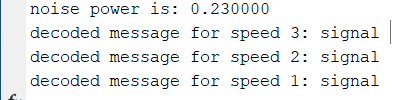 noise power is: 0.230000
decoded message for speed 3: signal
decoded message for speed 2: signal
decoded message for speed 1: signal